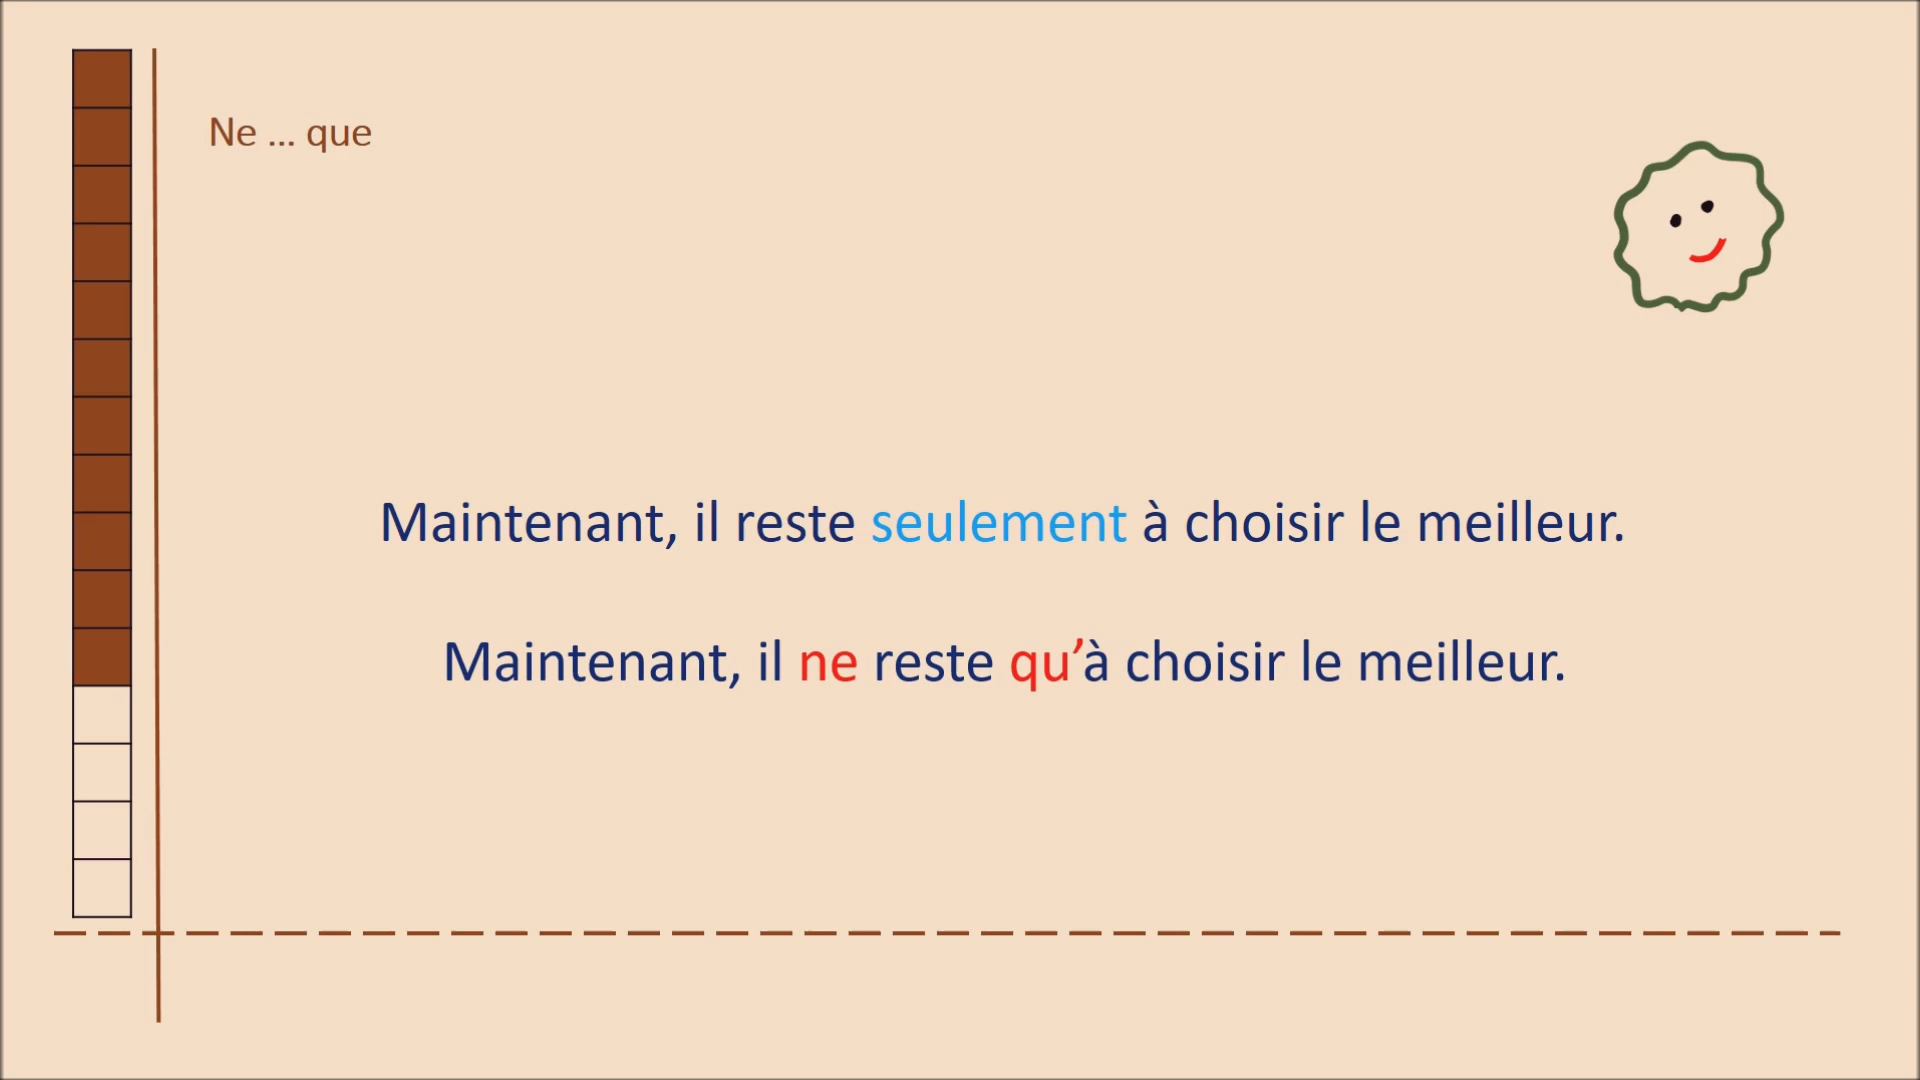 Ne ... que
Maintenant, il reste seulement à choisir le meilleur.
Maintenant, il ne reste qu’à choisir le meilleur.